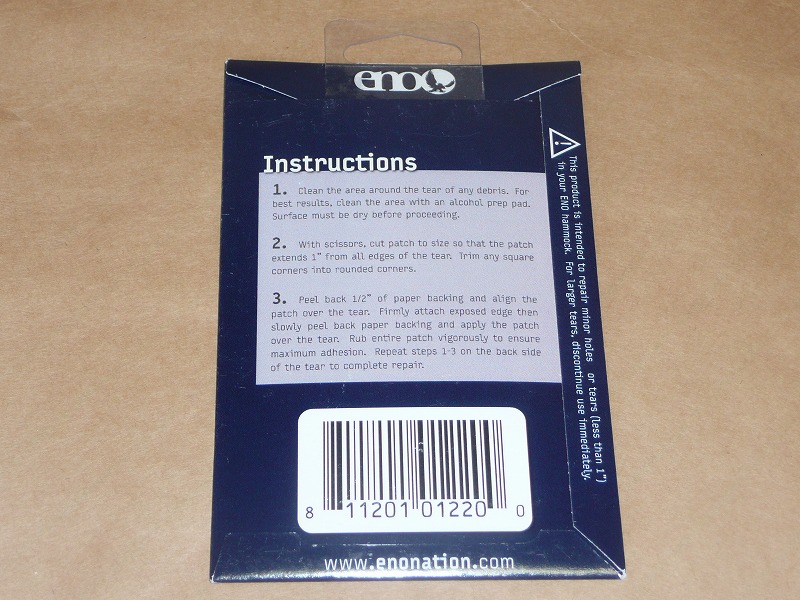 eno
Instructions
1. Clean the area around the tear of any debris. For
best results, clean the area with an alcohol prep pad.
Surface must be dry before proceeding.
2. With scissors, cut patch to size so that the patch
extends 1" from all edges of the tear. Trim any square
corners into rounded corners.
3. Peel back 1/2" of paper backing and align the
patch over the tear. Firmly attach exposed edge then
slowly peel back paper backing and apply the patch
over the tear. Rub entire patch vigorously to ensure
maximum adhesion. Repeat steps 1-3 on the back side
of the tear to complete repair.
This product is intended to repair minor holes or tears (less than 1")
in your ENO hammock. For larger tears, discontinue use immediately.
8 11201 01220 0
www.enonation.com